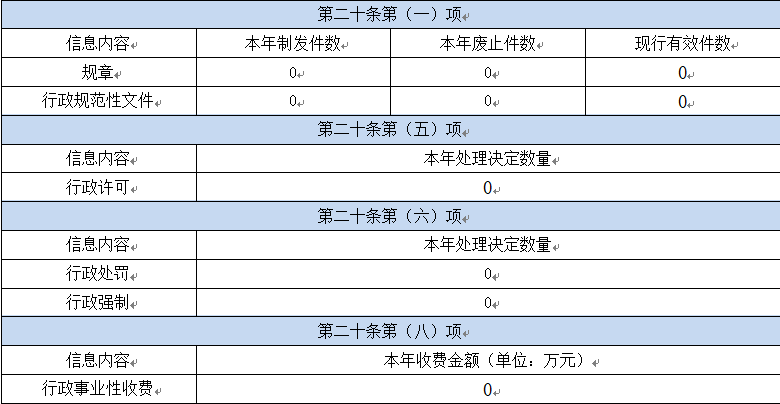 第二十条第（一）项
信息内容 本年制发件数 本年废止件数 现行有效件数
规章 0 0 0
行政规范性文件 0 0 0
第二十条第（五）项
信息内容 本年处理决定数量
行政许可 0
第二十条第（六）项
信息内容 本年处理决定数量
行政处罚 0
行政强制 0
第二十条第（八）项
信息内容 本年收费金额（单位：万元）
行政事业性收费 0